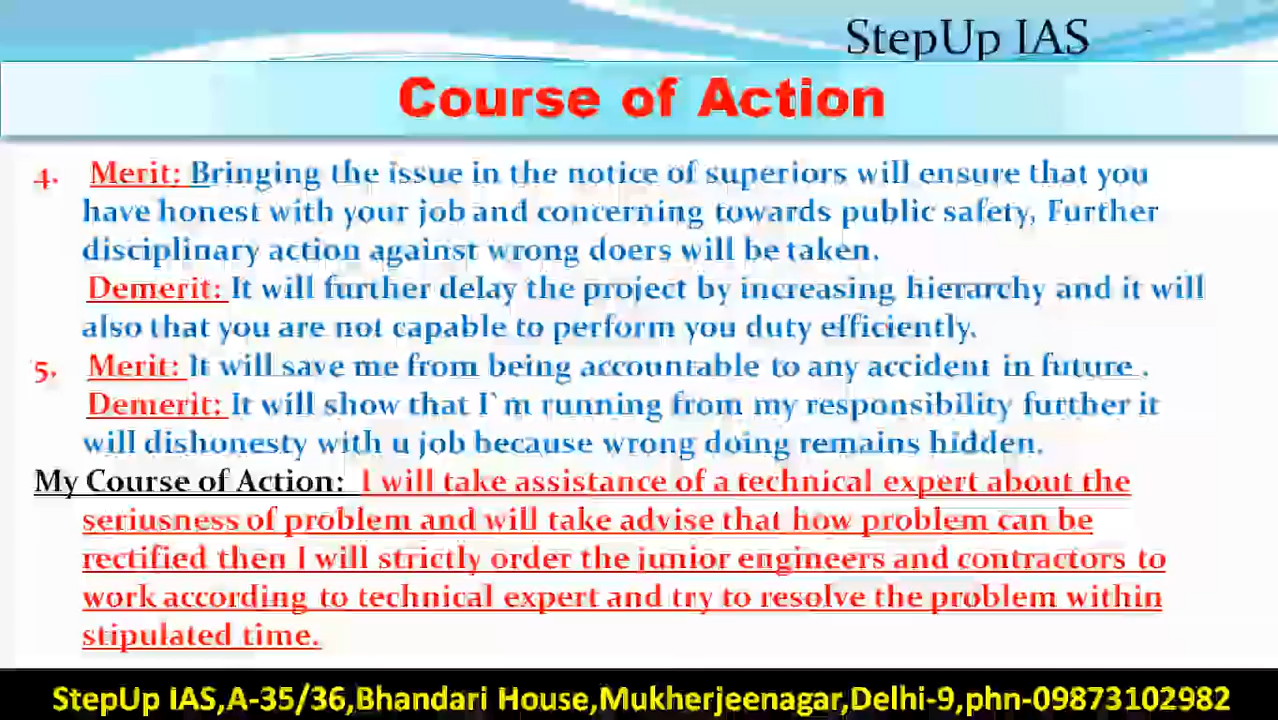 StepUp IAS
Course of Action
4. Merit: Bringing the issue in the notice of superiors will ensure that you
have honest with your job and concerning towards public safety, Further
disciplinary action against wrong doers will be taken.
Demerit: It will further delay the project by increasing hierarchy and it will
also that you are not capable to perform you duty efficiently.
5. Merit: It will save me from being accountable to any accident in future .
Demerit: It will show that I`m running from my responsibility further it
will dishonesty with u job because wrong doing remains hidden.
My Course of Action: I will take assistance of a technical expert about the
seriusness of problem and will take advise that how problem can be
rectified then I will strictly order the junior engineers and contractors to
work according to technical expert and try to resolve the problem within
stipulated time.
StepUp IAS,A-35/36,Bhandari House,Mukherjeenagar,Delhi-9,phn-09873102982